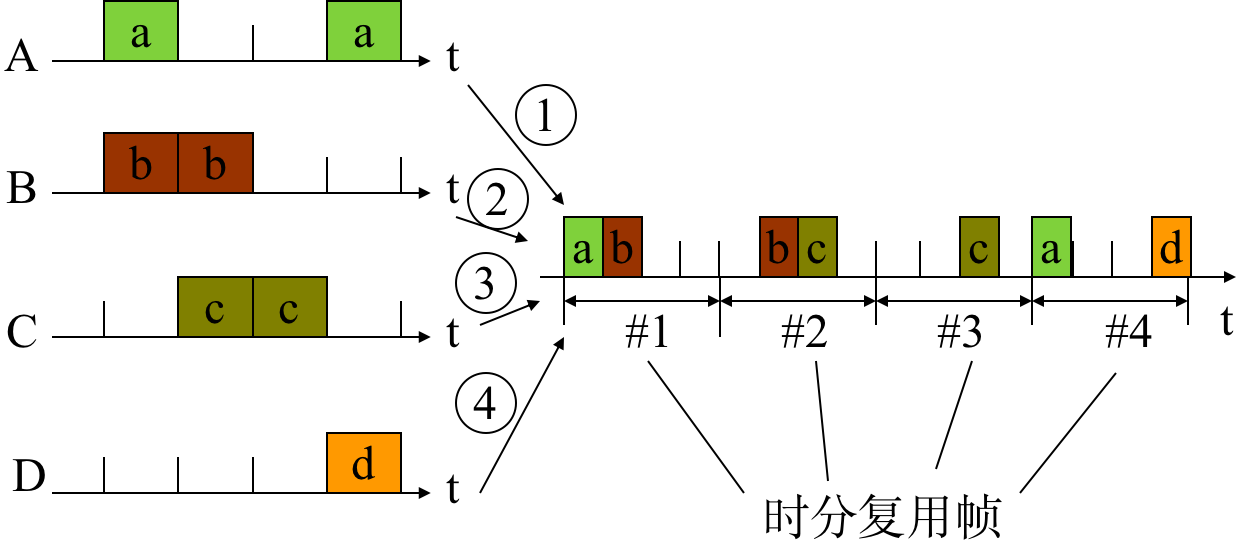 A a a t
①
B b b t
②
a b b c c a d
③
C c c t
#1 #2 #3 #4 t
④
D d t
时分复用帧